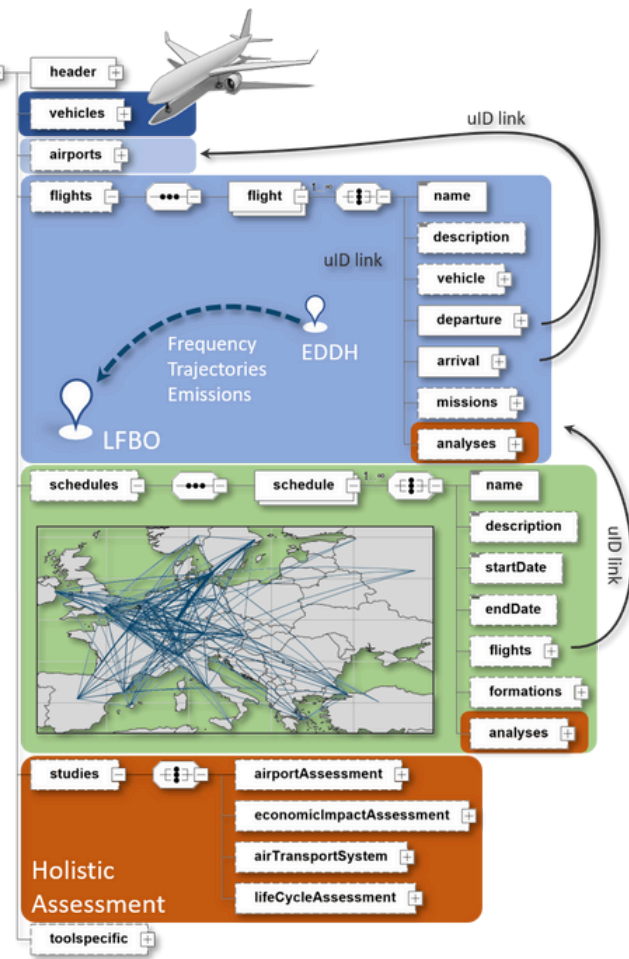 header
vehicles
uID link
airports
flights
flight
1..∞
name
description
uID link
vehicle
EDDH
departure
Frequency
Trajectories
Emissions
arrival
LFBO
missions
analyses
schedules
schedule
1..∞
name
description
startDate
uID link
endDate
flights
formations
analyses
studies
airportAssessment
economicImpactAssessment
airTransportSystem
Holistic
Assessment
lifeCycleAssessment
toolspecific